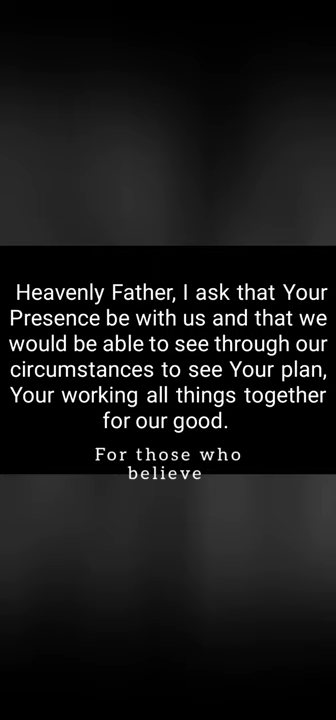 Heavenly Father, I ask that Your
Presence be with us and that we
would be able to see through our
circumstances to see Your plan,
Your working all things together
for our good.
For those who
believe